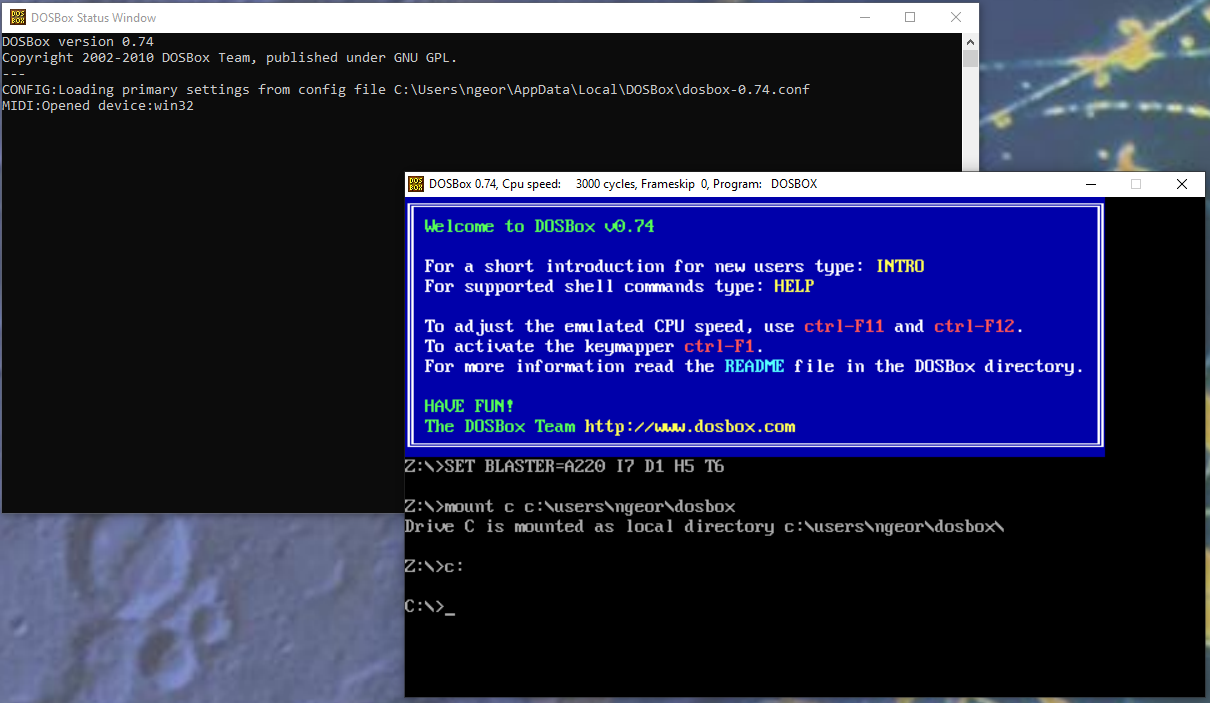 DOSBox Status Window
DOSBox version 0.74
Copyright 2002-2010 DOSBox Team, published under GNU GPL.
---
CONFIG:Loading primary settings from config file C:\Users\ngeor\AppData\Local\DOSBox\dosbox-0.74.conf
MIDI:Opened device:win32
DOSBox 0.74, Cpu speed: 3000 cycles, Frameskip 0, Program: DOSBOX
Welcome to DOSBox v0.74
For a short introduction for new users type: INTRO
For supported shell commands type: HELP
To adjust the emulated CPU speed, use ctrl-F11 and ctrl-F12.
To activate the keymapper ctrl-F1.
For more information read the README file in the DOSBox directory.
HAVE FUN!
The DOSBox Team http://www.dosbox.com
Z:\>SET BLASTER=A220 I7 D1 H5 T6
Z:\>mount c c:\users\ngeor\dosbox
Drive C is mounted as local directory c:\users\ngeor\dosbox\
Z:\>c:
C:\>_